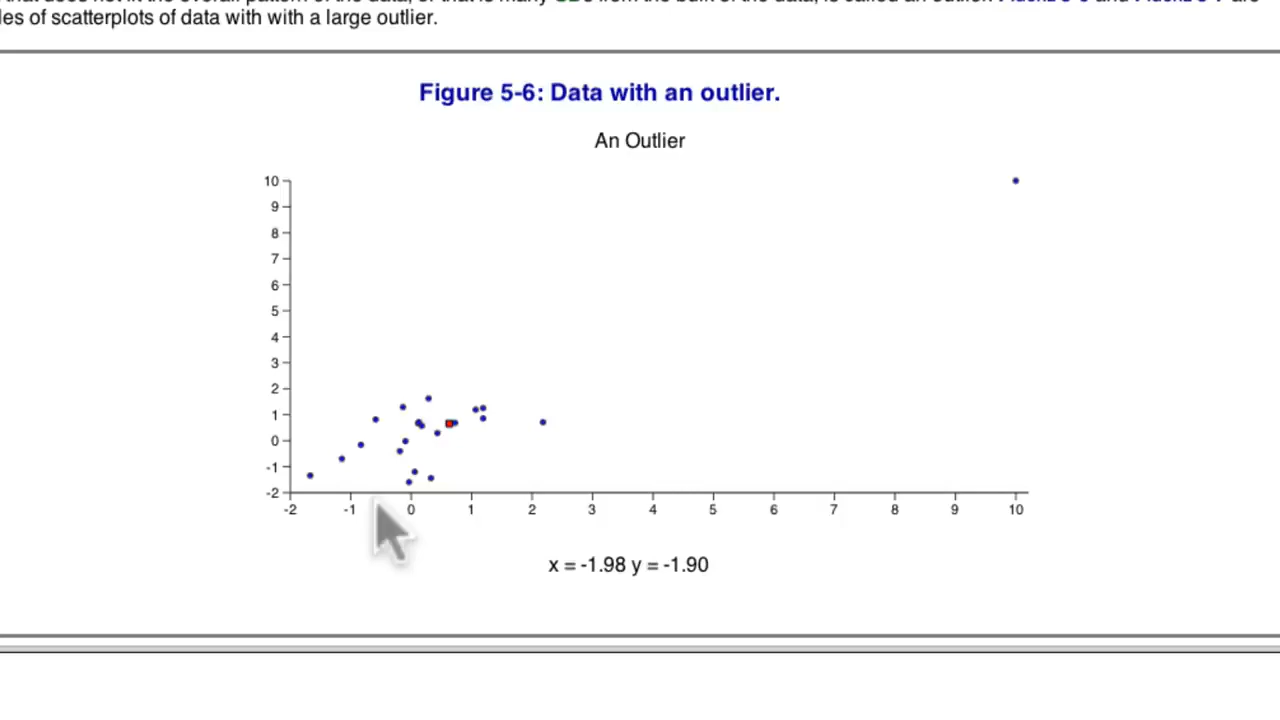 les of scatterplots of data with with a large outlier.
Figure 5-6: Data with an outlier.
An Outlier
10
9
8
7
6
5
4
3
2
1
0
-1
-2
-2 -1 0 1 2 3 4 5 6 7 8 9 10
x = -1.98 y = -1.90